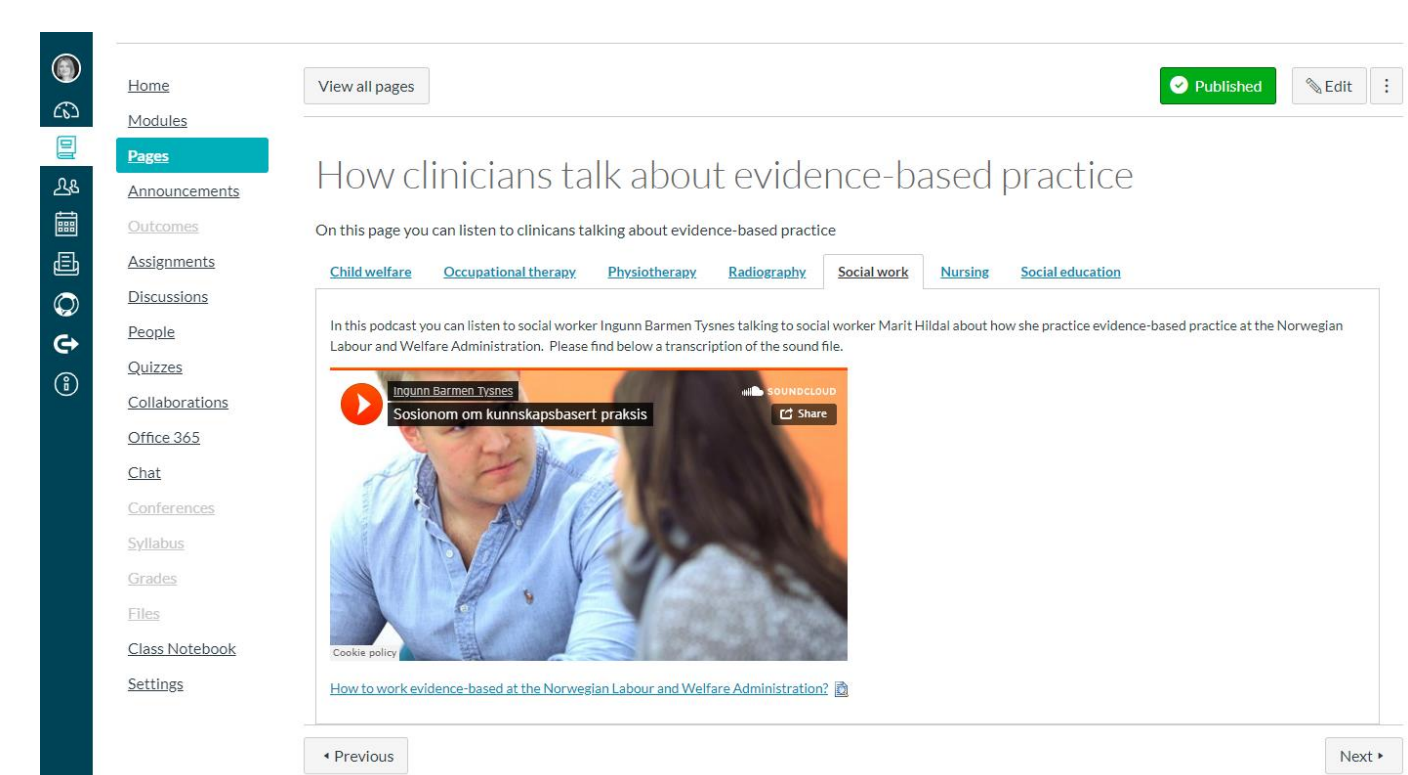 View all pages
Published
Edit
Home
Modules
Pages
Announcements
Outcomes
Assignments
Discussions
People
Quizzes
Collaborations
Office 365
Chat
Conferences
Syllabus
Grades
Files
Class Notebook
Settings
How clinicians talk about evidence-based practice
On this page you can listen to clinicans talking about evidence-based practice
Child welfare Occupational therapy Physiotherapy Radiography Social work Nursing Social education
In this podcast you can listen to social worker Ingunn Barmen Tysnes talking to social worker Marit Hildal about how she practice evidence-based practice at the Norwegian
Labour and Welfare Administration. Please find below a transcription of the sound file.
Ingunn Barmen Tysnes
SOUNDCLOUD
Sosionom om kunnskapsbasert praksis
Share
Cookie policy
How to work evidence-based at the Norwegian Labour and Welfare Administration?
Previous
Next